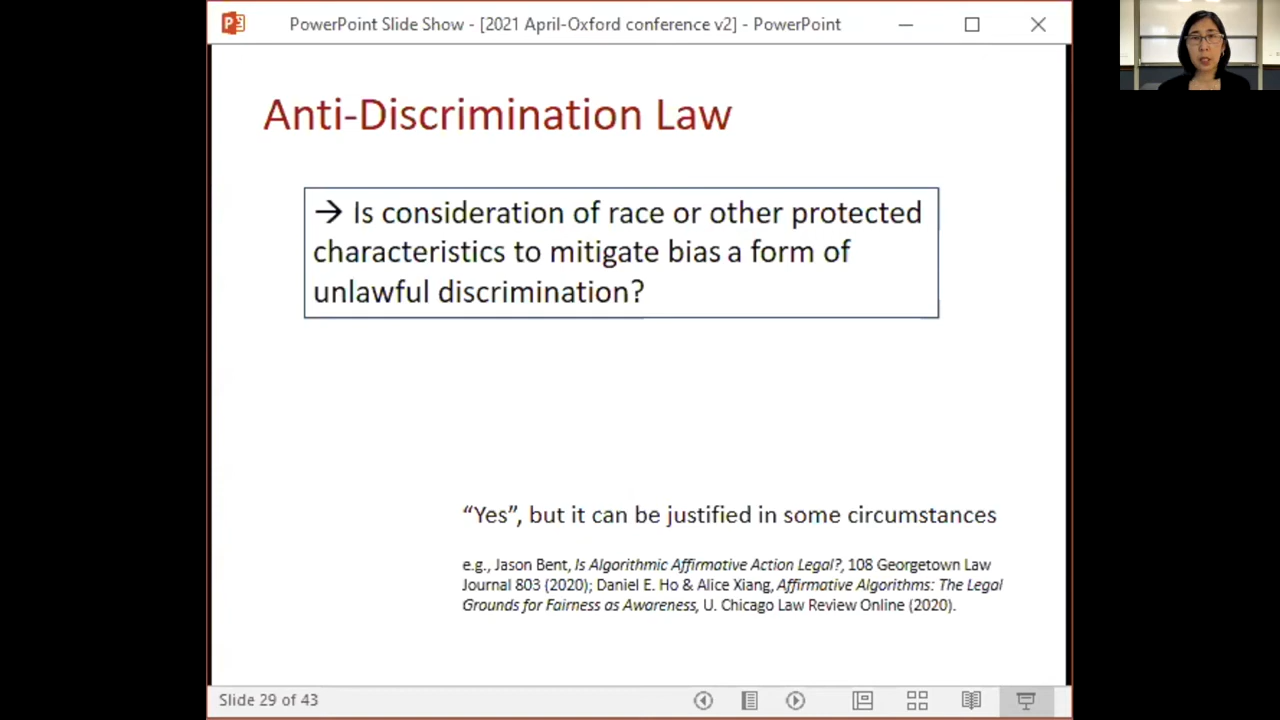 PowerPoint Slide Show - [2021 April-Oxford conference v2] - PowerPoint
Anti-Discrimination Law
→ Is consideration of race or other protected
characteristics to mitigate bias a form of
unlawful discrimination?
“Yes”, but it can be justified in some circumstances
e.g., Jason Bent, Is Algorithmic Affirmative Action Legal?, 108 Georgetown Law
Journal 803 (2020); Daniel E. Ho & Alice Xiang, Affirmative Algorithms: The Legal
Grounds for Fairness as Awareness, U. Chicago Law Review Online (2020).
Slide 29 of 43